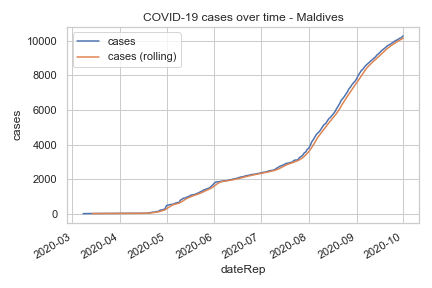 COVID-19 cases over time - Maldives
cases
cases (rolling)
10000
8000
6000
4000
2000
0
cases
2020-03
2020-04
2020-05
2020-06
2020-07
2020-08
2020-09
2020-10
dateRep